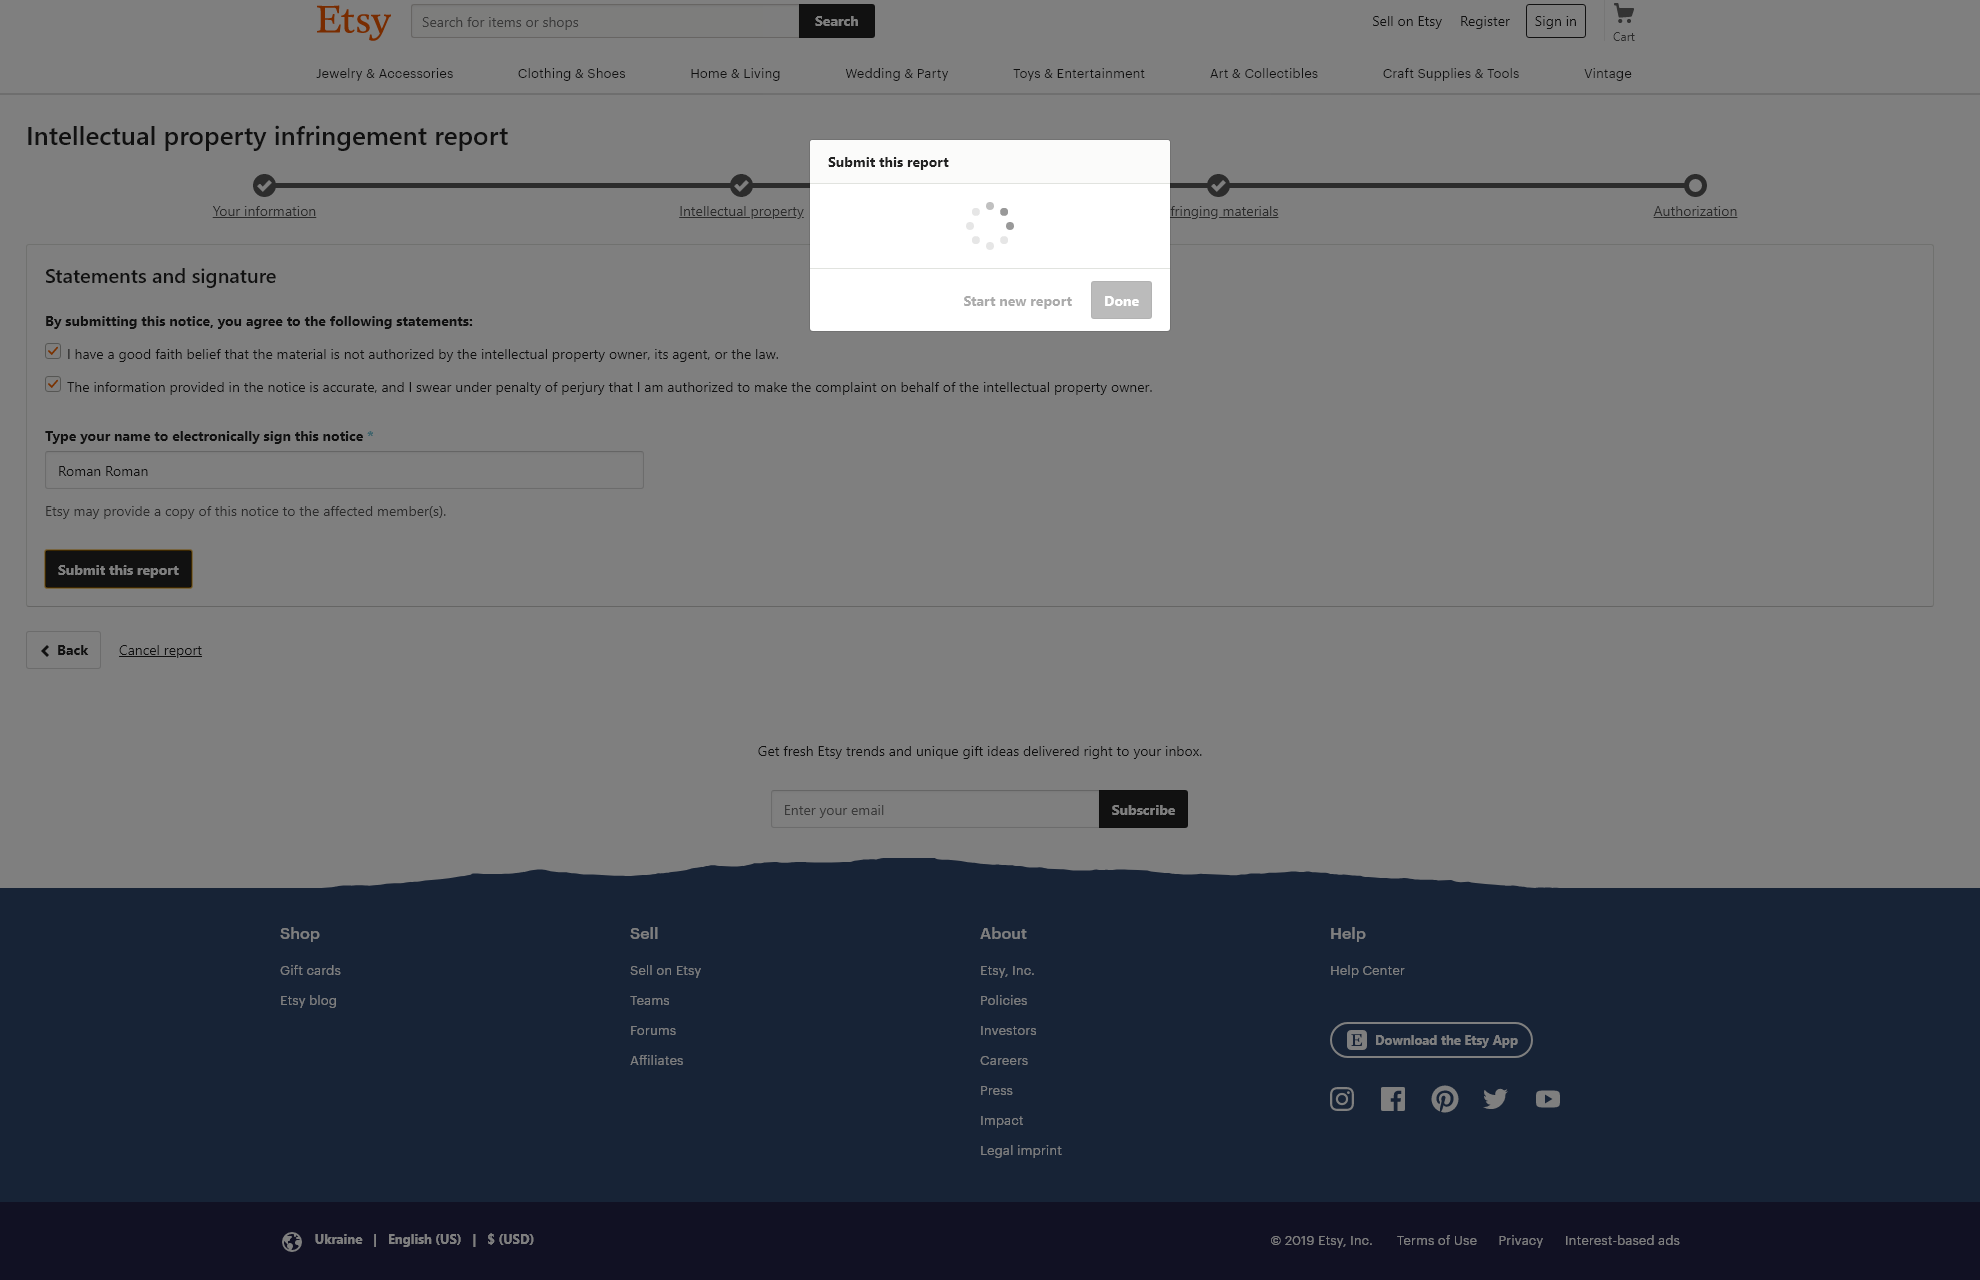 Etsy
Search for items or shops
Search
Sell on Etsy
Register
Sign in
Cart
Jewelry & Accessories
Clothing & Shoes
Home & Living
Wedding & Party
Toys & Entertainment
Art & Collectibles
Craft Supplies & Tools
Vintage
Intellectual property infringement report
Your information
Intellectual property
fringing materials
Authorization
Submit this report
Start new report
Done
Statements and signature
By submitting this notice, you agree to the following statements:
I have a good faith belief that the material is not authorized by the intellectual property owner, its agent, or the law.
The information provided in the notice is accurate, and I swear under penalty of perjury that I am authorized to make the complaint on behalf of the intellectual property owner.
Type your name to electronically sign this notice *
Roman Roman
Etsy may provide a copy of this notice to the affected member(s).
Submit this report
Back
Cancel report
Get fresh Etsy trends and unique gift ideas delivered right to your inbox.
Enter your email
Subscribe
Shop
Gift cards
Etsy blog
Sell
Sell on Etsy
Teams
Forums
Affiliates
About
Etsy, Inc.
Policies
Investors
Careers
Press
Impact
Legal imprint
Help
Help Center
E Download the Etsy App
Ukraine | English (US) | $ (USD)
© 2019 Etsy, Inc.
Terms of Use
Privacy
Interest-based ads